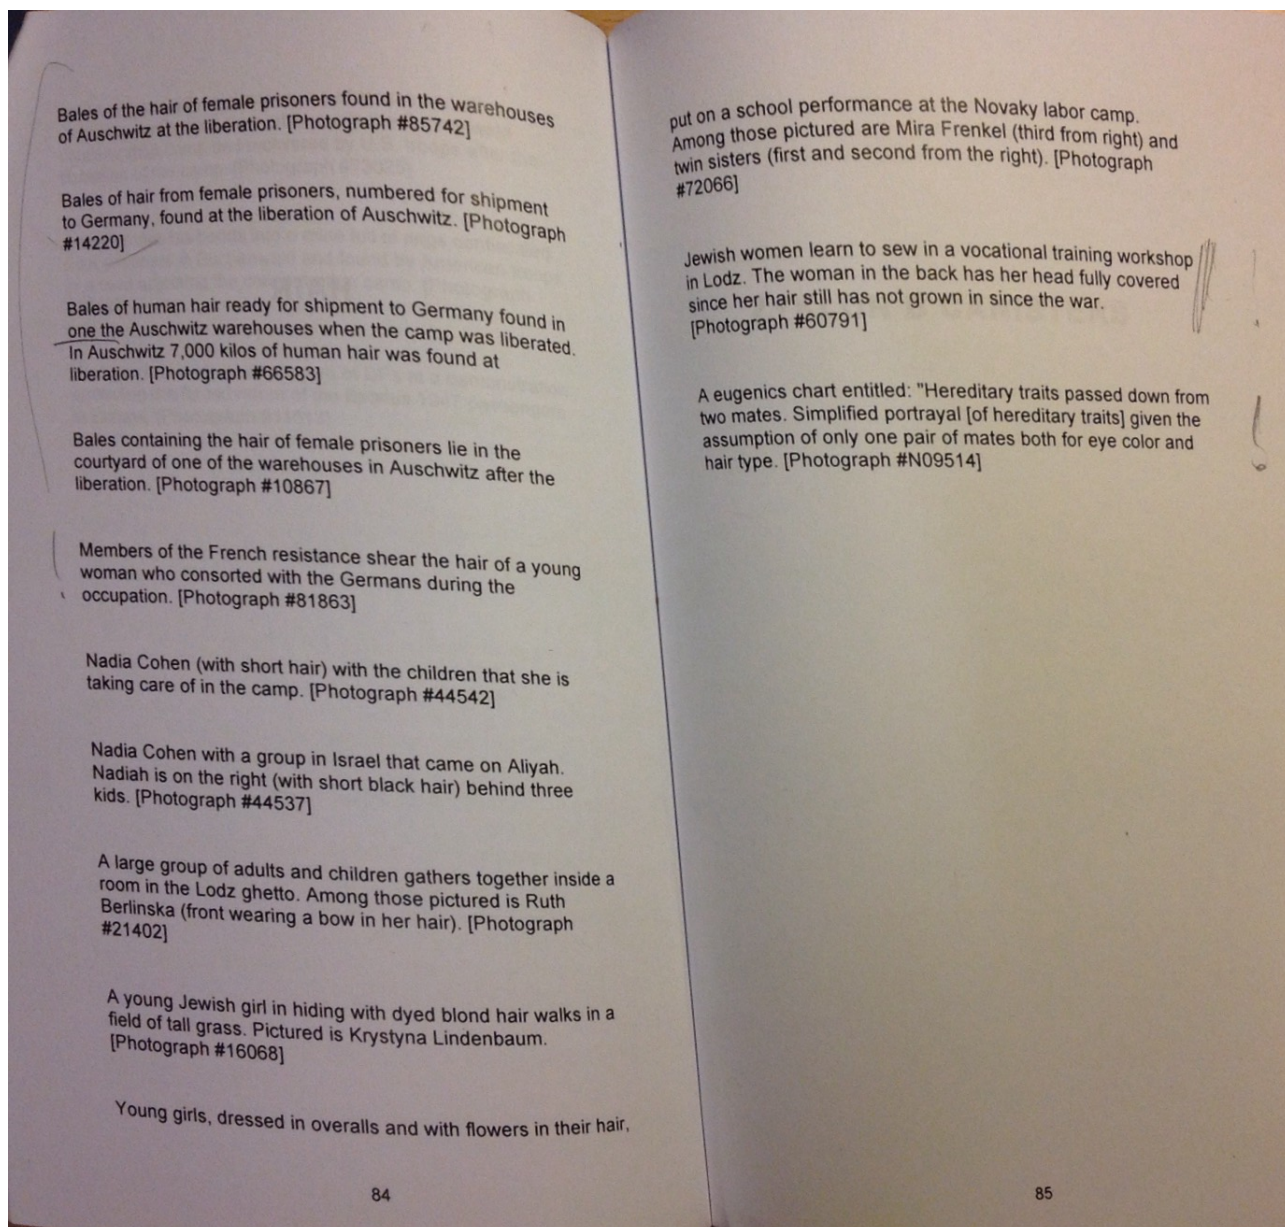 Bales of the hair of female prisoners found in the warehouses
of Auschwitz at the liberation. [Photograph #85742]
Bales of hair from female prisoners, numbered for shipment
to Germany, found at the liberation of Auschwitz. [Photograph
#14220]
Bales of human hair ready for shipment to Germany found in
one the Auschwitz warehouses when the camp was liberated.
In Auschwitz 7,000 kilos of human hair was found at
liberation. [Photograph #66583]
Bales containing the hair of female prisoners lie in the
courtyard of one of the warehouses in Auschwitz after the
liberation. [Photograph #10867]
Members of the French resistance shear the hair of a young
woman who consorted with the Germans during the
occupation. [Photograph #81863]
Nadia Cohen (with short hair) with the children that she is
taking care of in the camp. [Photograph #44542]
Nadia Cohen with a group in Israel that came on Aliyah.
Nadiah is on the right (with short black hair) behind three
kids. [Photograph #44537]
A large group of adults and children gathers together inside a
room in the Lodz ghetto. Among those pictured is Ruth
Berlinska (front wearing a bow in her hair). [Photograph
#21402]
A young Jewish girl in hiding with dyed blond hair walks in a
field of tall grass. Pictured is Krystyna Lindenbaum.
[Photograph #16068]
Young girls, dressed in overalls and with flowers in their hair,
84
put on a school performance at the Novaky labor camp.
Among those pictured are Mira Frenkel (third from right) and
twin sisters (first and second from the right). [Photograph
#72066]
Jewish women learn to sew in a vocational training workshop
in Lodz. The woman in the back has her head fully covered
since her hair still has not grown in since the war.
[Photograph #60791]
A eugenics chart entitled: "Hereditary traits passed down from
two mates. Simplified portrayal [of hereditary traits] given the
assumption of only one pair of mates both for eye color and
hair type. [Photograph #N09514]
85